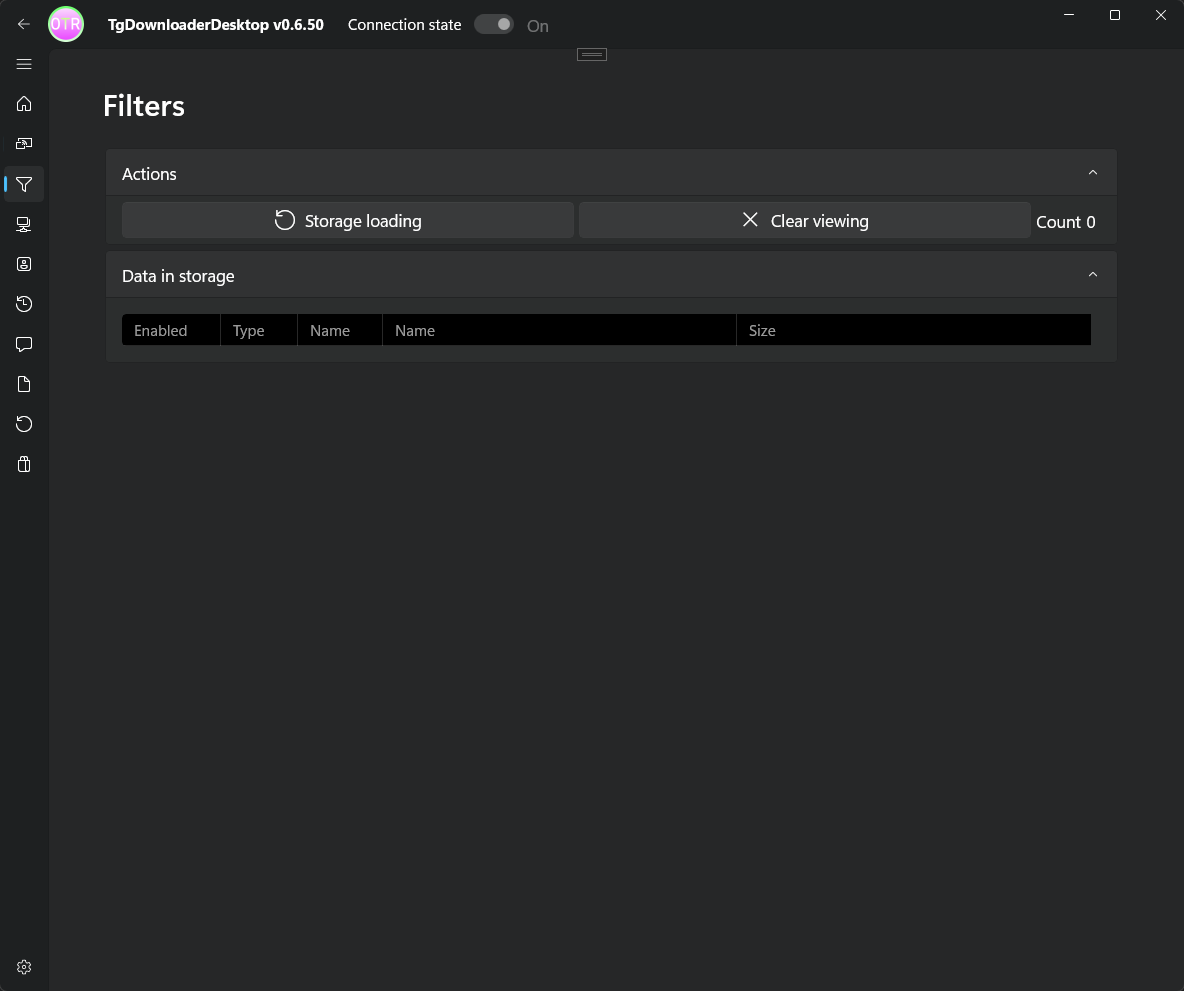 OTR TgDownloaderDesktop v0.6.50 Connection state On
Filters
Actions
Storage loading Clear viewing Count 0
Data in storage
Enabled Type Name Name Size